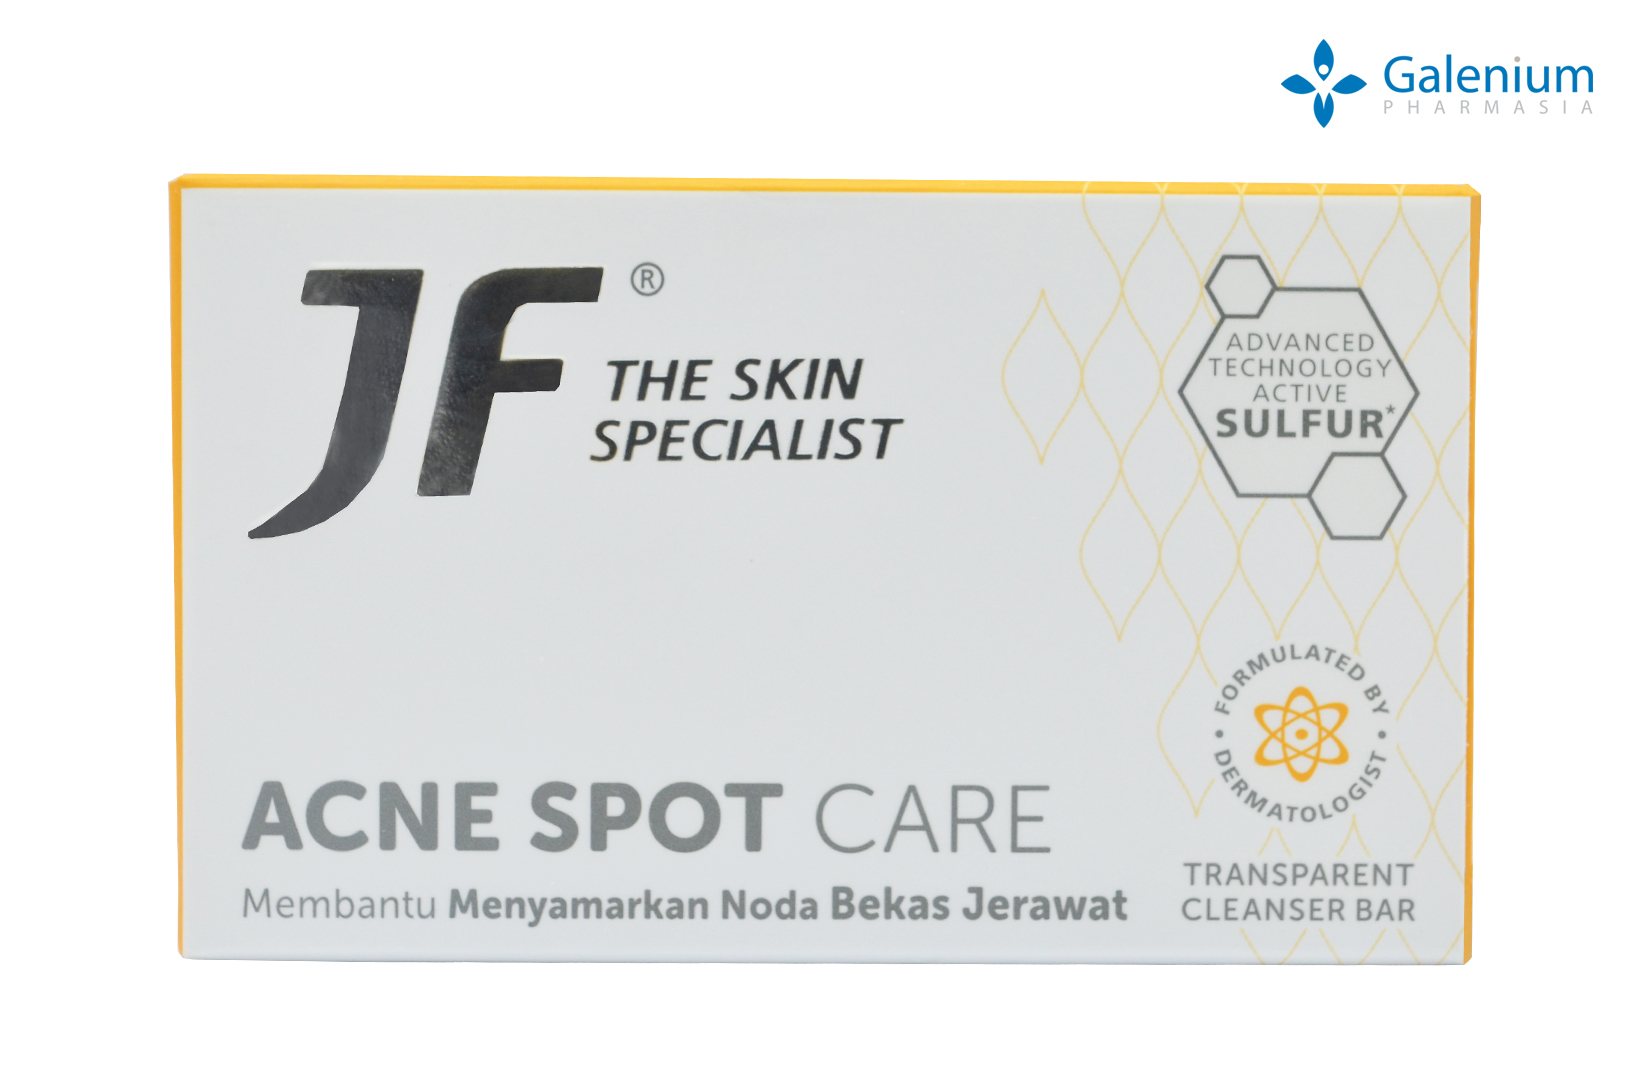 Galenium
PHARMASIA
JF®
THE SKIN
SPECIALIST
ADVANCED
TECHNOLOGY
ACTIVE
SULFUR*
FORMULATED BY
• DERMATOLOGIST •
ACNE SPOT CARE
Membantu Menyamarkan Noda Bekas Jerawat
TRANSPARENT
CLEANSER BAR